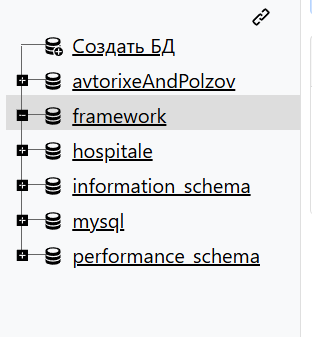 Создать БД
avtorixeAndPolzov
framework
hospitale
information_schema
mysql
performance_schema